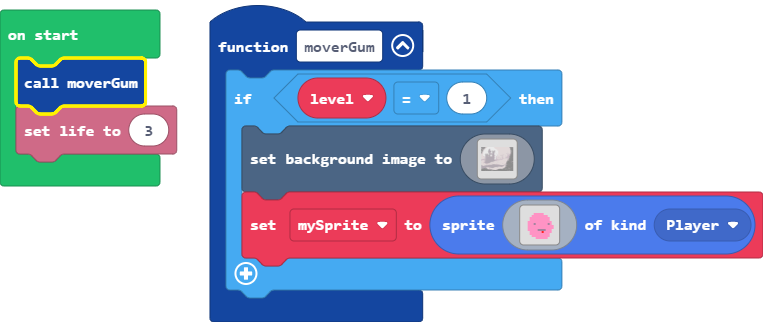 on start
call moverGum
set life to 3
function moverGum
if level = 1 then
set background image to
set mySprite to sprite of kind Player